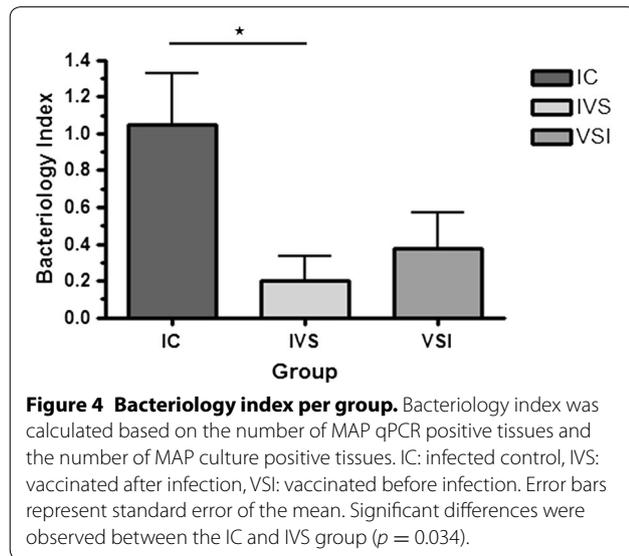 ★
1.4
1.2
1.0
0.8
0.6
0.4
0.2
0.0
Bacteriology Index
IC
IVS
VSI
IC IVS VSI
Group
Figure 4 Bacteriology index per group. Bacteriology index was
calculated based on the number of MAP qPCR positive tissues and
the number of MAP culture positive tissues. IC: infected control, IVS:
vaccinated after infection, VSI: vaccinated before infection. Error bars
represent standard error of the mean. Significant differences were
observed between the IC and IVS group (p = 0.034).